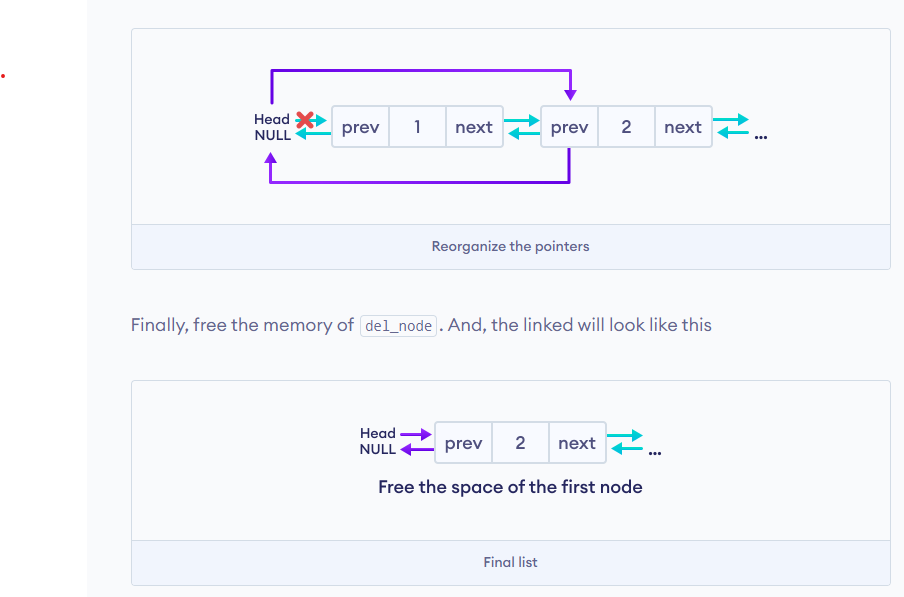 Head
NULL
prev 1 next prev 2 next ...
Reorganize the pointers
Finally, free the memory of del_node. And, the linked will look like this
Head
NULL
prev 2 next ...
Free the space of the first node
Final list